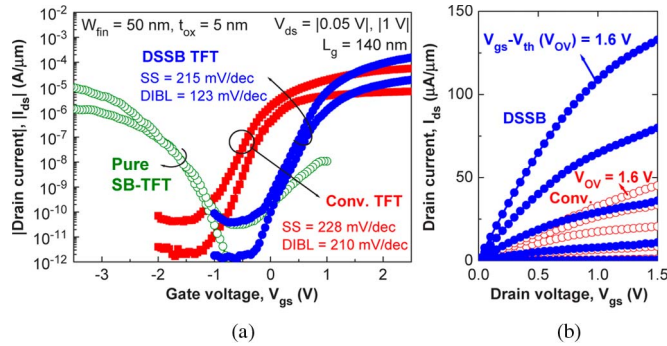 W_fin = 50 nm, t_ox = 5 nm
V_ds = |0.05 V|, |1 V|
L_g = 140 nm
DSSB TFT
SS = 215 mV/dec
DIBL = 123 mV/dec
Pure
SB-TFT
Conv. TFT
SS = 228 mV/dec
DIBL = 210 mV/dec
|Drain current|, |I_ds| (A/μm)
10^-4
10^-5
10^-6
10^-7
10^-8
10^-9
10^-10
10^-11
10^-12
-3 -2 -1 0 1 2
Gate voltage, V_gs (V)
(a)
Drain current, I_ds (μA/μm)
150
100
50
0
V_gs-V_th (V_OV) = 1.6 V
DSSB
V_OV = 1.6 V
Conv.
0.0 0.5 1.0 1.5
Drain voltage, V_gs (V)
(b)